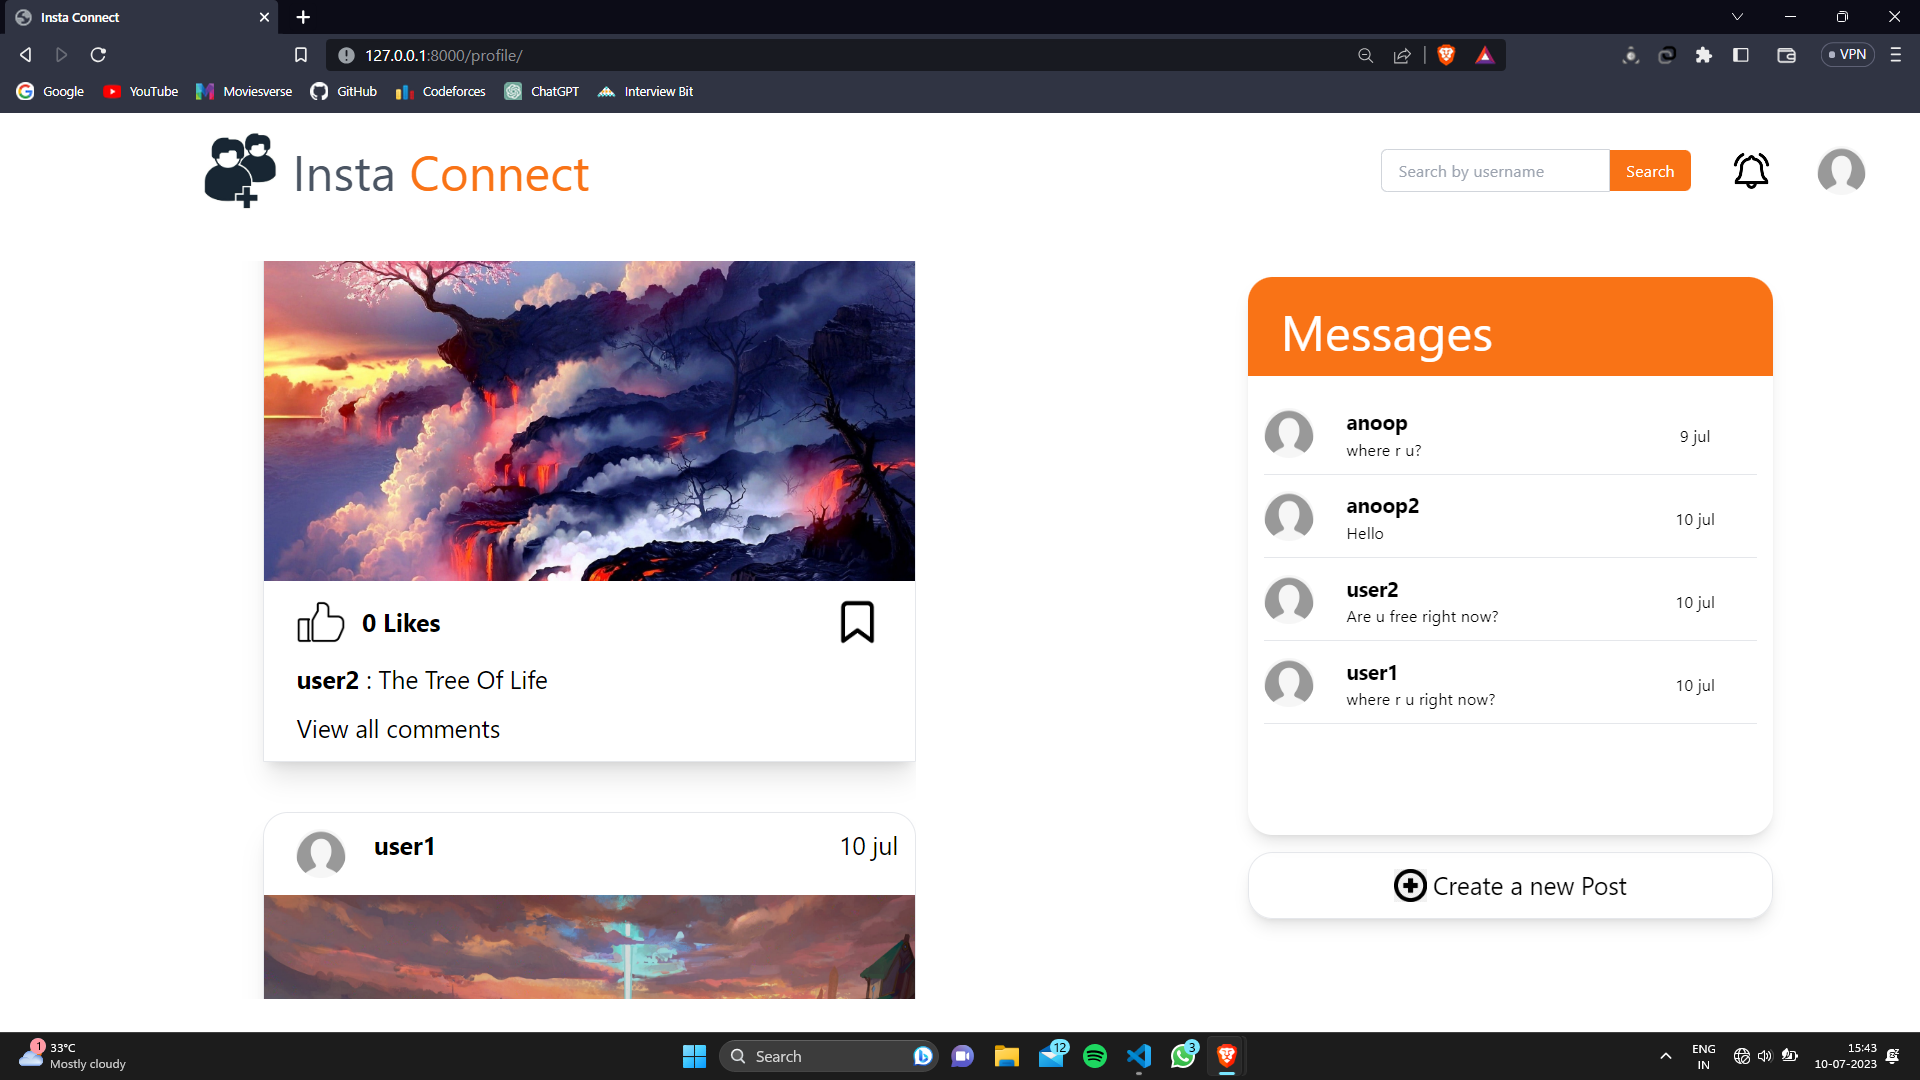 Insta Connect
127.0.0.1:8000/profile/
VPN
Google
YouTube
Moviesverse
GitHub
Codeforces
ChatGPT
Interview Bit
Insta Connect
Search by username
Search
0 Likes
user2 : The Tree Of Life
View all comments
user1
10 jul
Messages
anoop
where r u?
9 jul
anoop2
Hello
10 jul
user2
Are u free right now?
10 jul
user1
where r u right now?
10 jul
Create a new Post
1
33°C
Mostly cloudy
Search
12
3
ENG
IN
15:43
10-07-2023